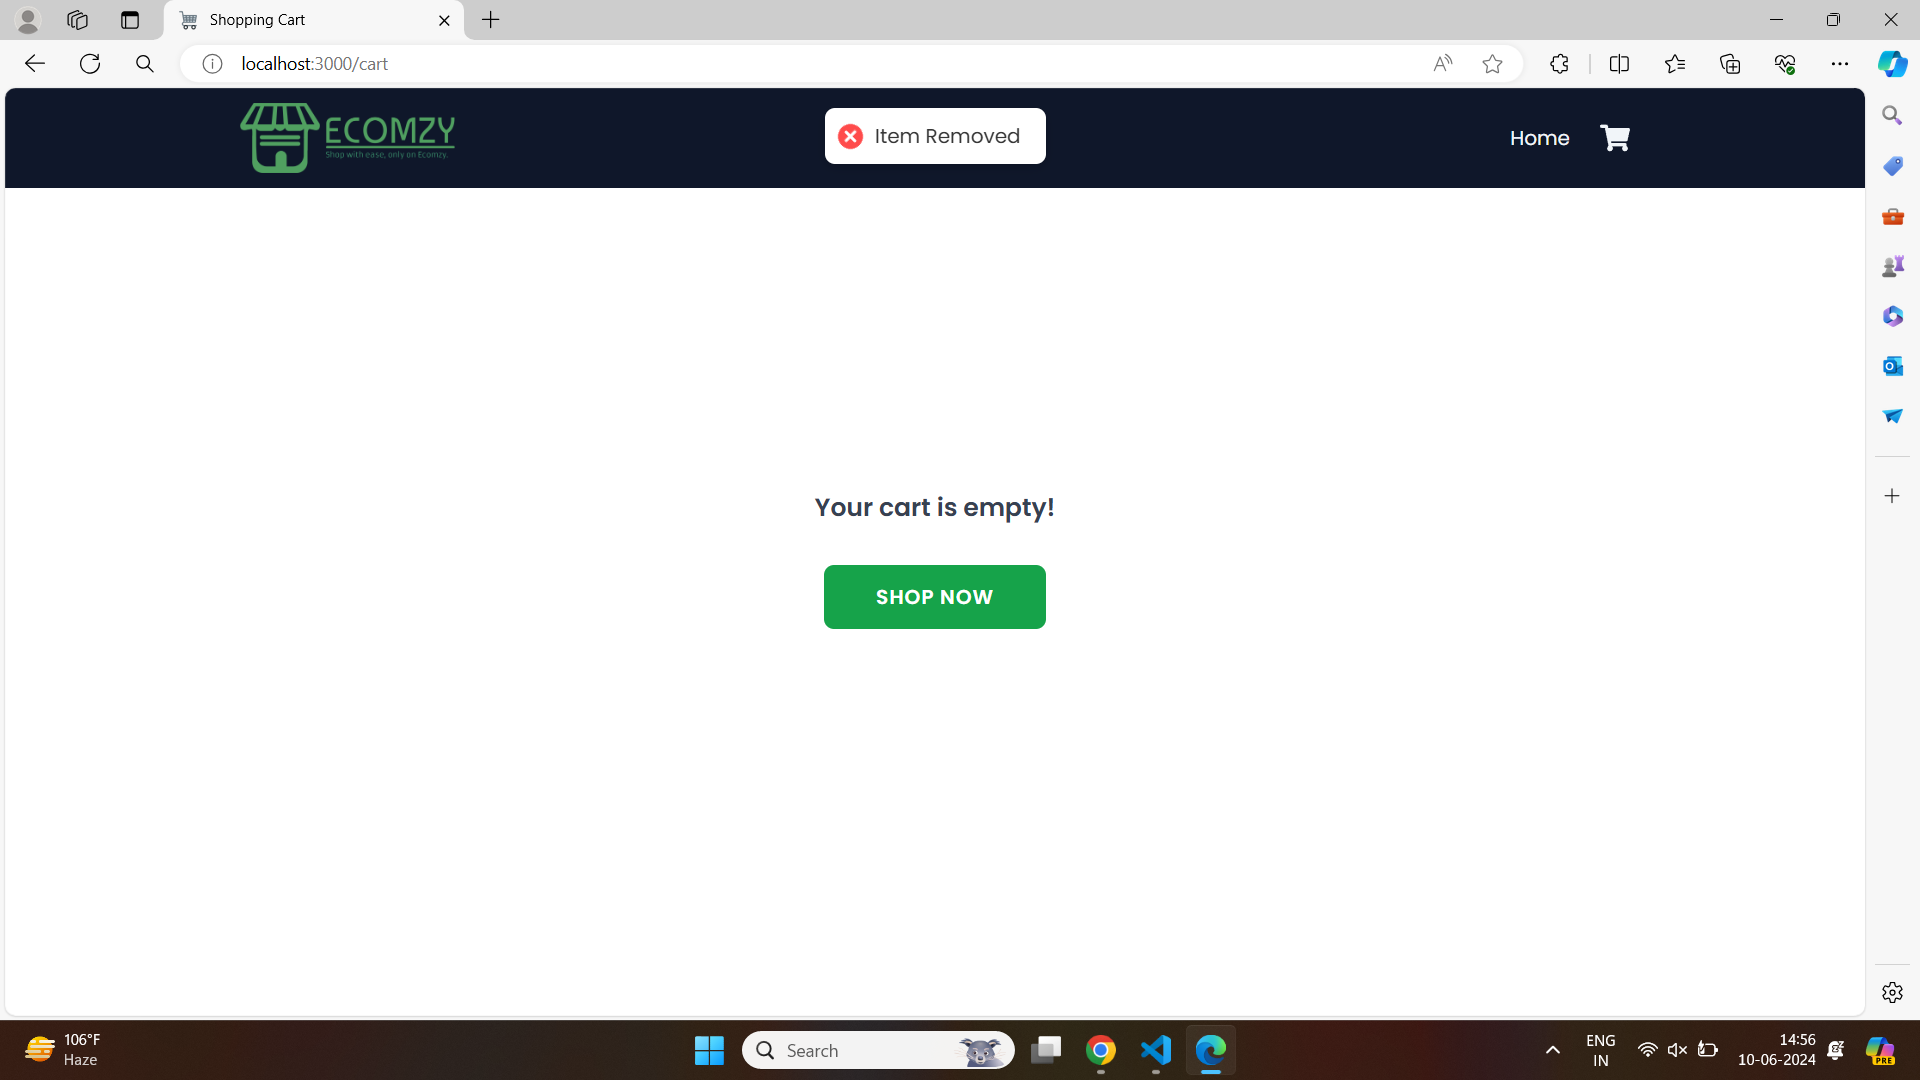 Shopping Cart
localhost:3000/cart
ECOMZY
Shop with ease, only on Ecomzy.
Item Removed
Home
Your cart is empty!
SHOP NOW
106°F
Haze
Search
ENG
IN
14:56
10-06-2024
PRE